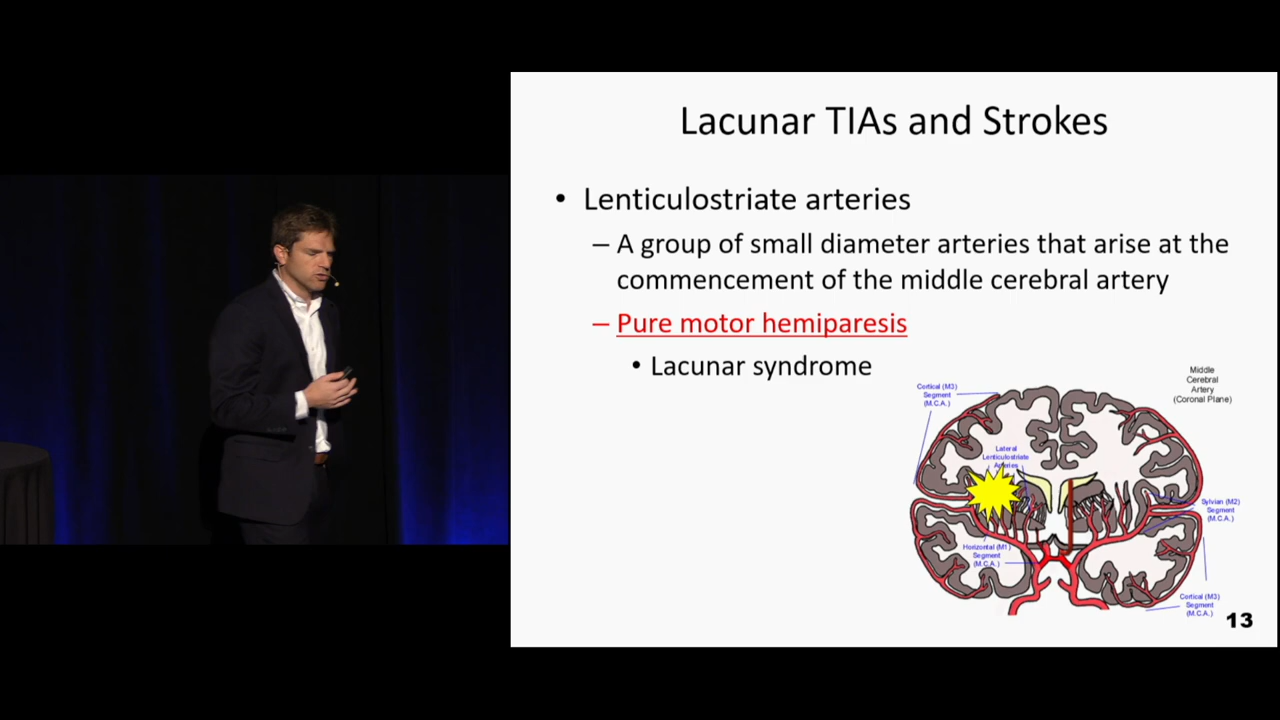 Lacunar TIAs and Strokes
• Lenticulostriate arteries
– A group of small diameter arteries that arise at the
commencement of the middle cerebral artery
– Pure motor hemiparesis
• Lacunar syndrome
Middle
Cerebral
Artery
(Coronal Plane)
Cortical (M3)
Segment
(M.C.A.)
Lateral
Lenticulostriate
Arteries
Sylvian (M2)
Segment
(M.C.A.)
Horizontal (M1)
Segment
(M.C.A.)
Cortical (M3)
Segment
(M.C.A.)
13